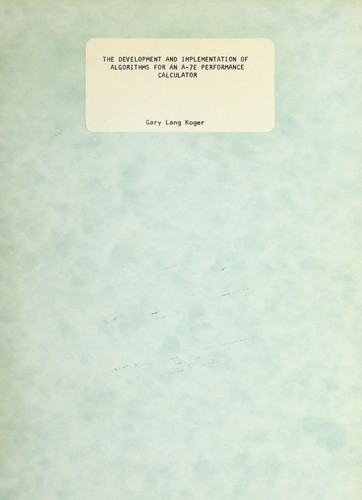 THE DEVELOPMENT AND IMPLEMENTATION OF
ALGORITHMS FOR AN A-7E PERFORMANCE
CALCULATOR
Gary Lang Koger